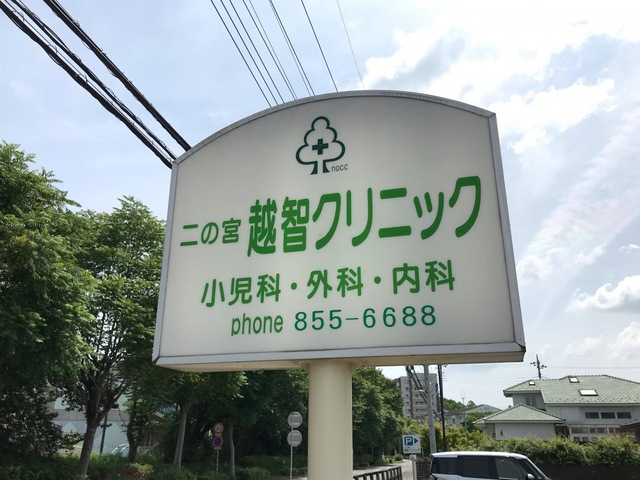 nocc
二の宮 越智クリニック
小児科・外科・内科
phone 855-6688
P